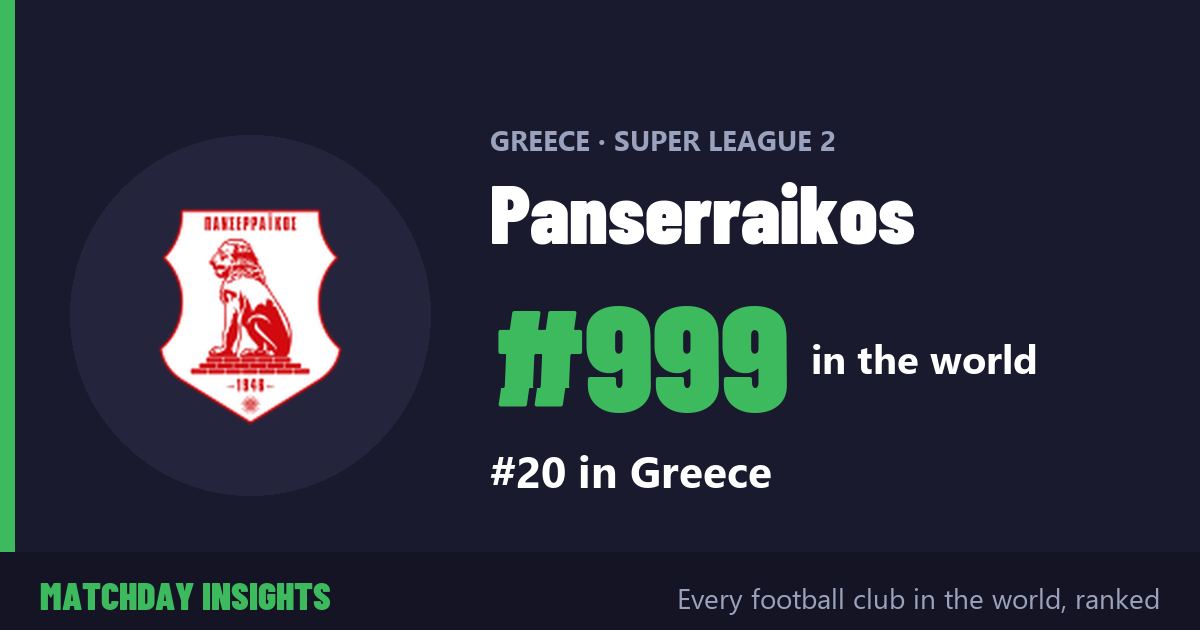 GREECE · SUPER LEAGUE 2
Panserraikos
ΠΑΝΣΕΡΡΑΪΚΟΣ
#999 in the world
–1946–
#20 in Greece
MATCHDAY INSIGHTS
Every football club in the world, ranked